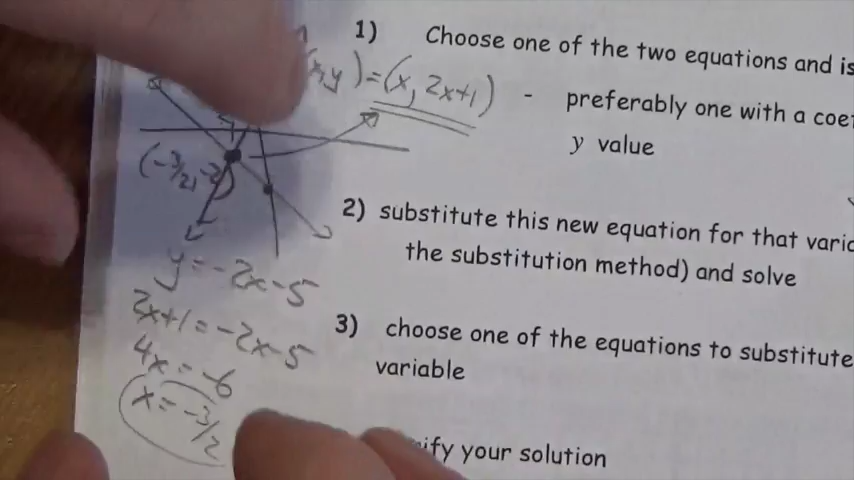 1) Choose one of the two equations and is
(x, y) = (x, 2x+1)
- preferably one with a coef
y value
(-3/2, -2)
2) substitute this new equation for that varia
the substitution method) and solve
y = -2x - 5
2x+1 = -2x - 5
4x = -6
x = -3/2
3) choose one of the equations to substitute
variable
ify your solution